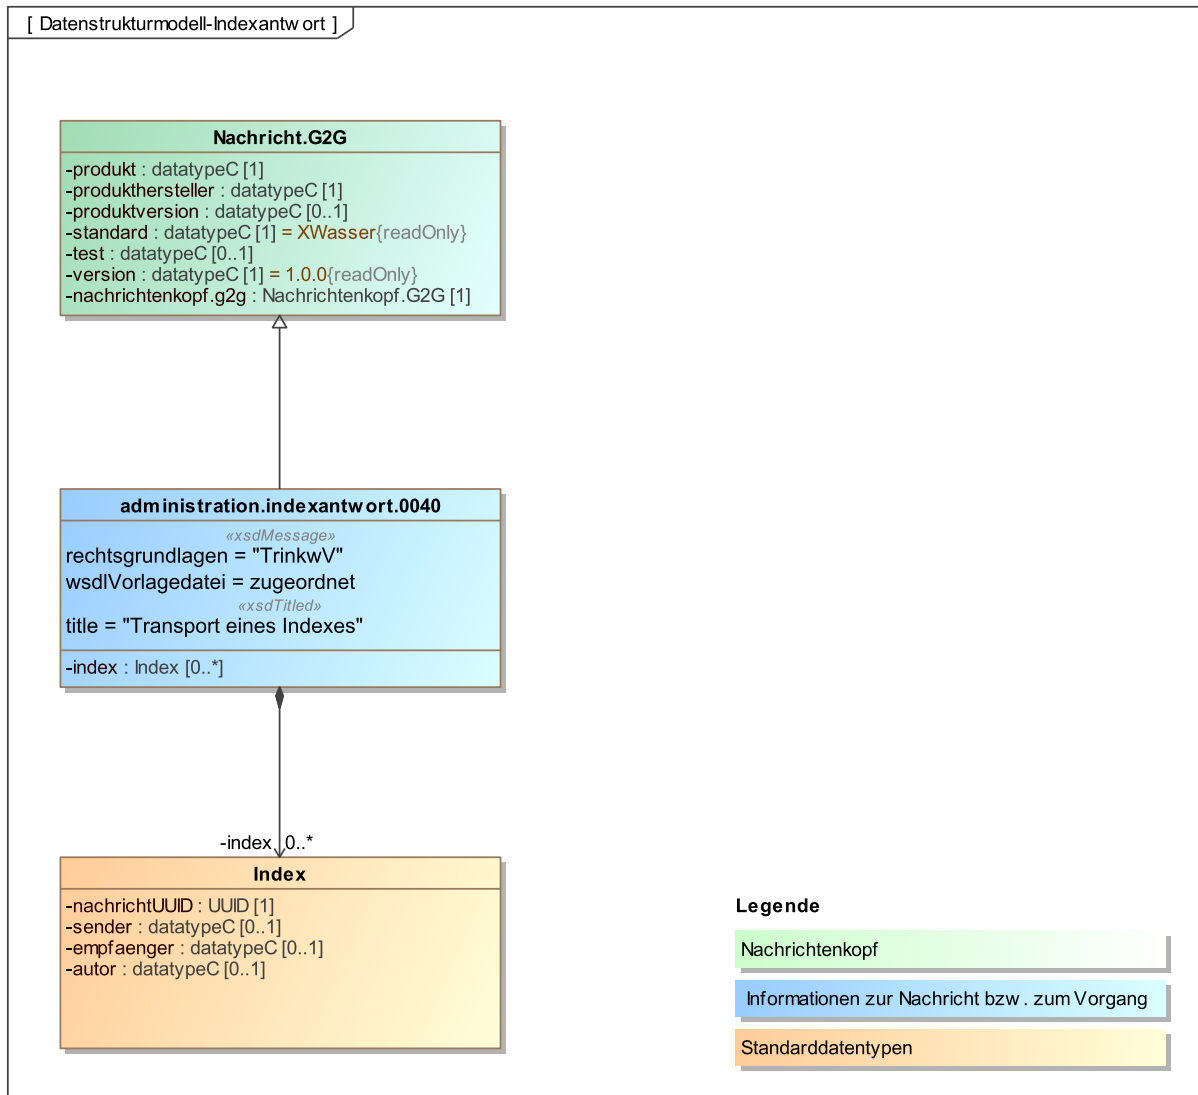 [ Datenstrukturmodell-Indexantwort ]
Nachricht.G2G
-produkt : datatypeC [1]
-produkthersteller : datatypeC [1]
-produktversion : datatypeC [0..1]
-standard : datatypeC [1] = XWasser{readOnly}
-test : datatypeC [0..1]
-version : datatypeC [1] = 1.0.0{readOnly}
-nachrichtenkopf.g2g : Nachrichtenkopf.G2G [1]
administration.indexantwort.0040
«xsdMessage»
rechtsgrundlagen = "TrinkwV"
wsdlVorlagedatei = zugeordnet
«xsdTitled»
title = "Transport eines Indexes"
-index : Index [0..*]
-index 0..*
Index
-nachrichtUUID : UUID [1]
-sender : datatypeC [0..1]
-empfaenger : datatypeC [0..1]
-autor : datatypeC [0..1]
Legende
Nachrichtenkopf
Informationen zur Nachricht bzw. zum Vorgang
Standarddatentypen